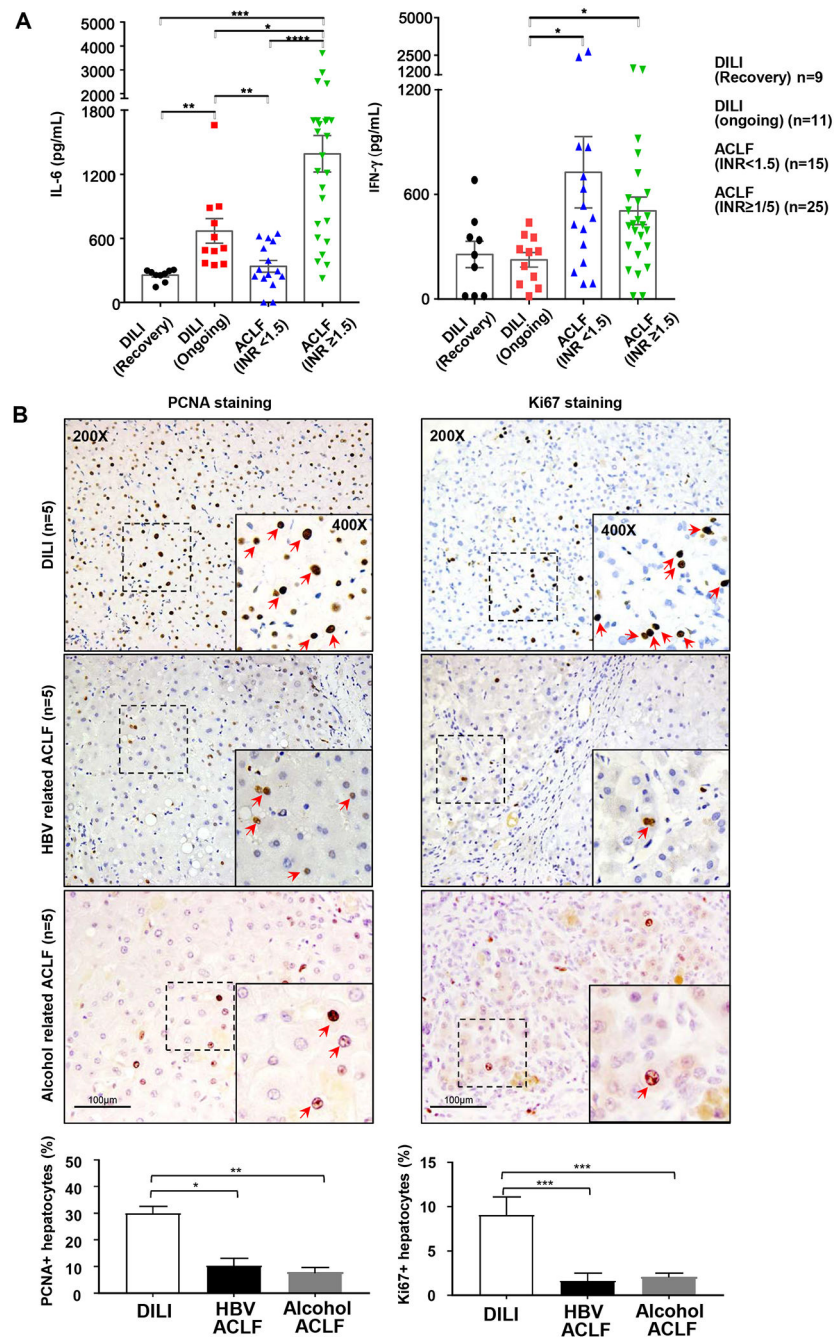 A
IL-6 (pg/mL)
5000
4000
3000
2000
1800
1200
600
0
***
*
****
**
**
DILI
(Recovery)
DILI
(Ongoing)
ACLF
(INR <1.5)
ACLF
(INR ≥1.5)
IFN-γ (pg/mL)
5000
2500
1200
1200
600
0
*
*
DILI
(Recovery)
DILI
(Ongoing)
ACLF
(INR <1.5)
ACLF
(INR ≥1.5)
DILI
(Recovery) n=9
DILI
(ongoing) (n=11)
ACLF
(INR<1.5) (n=15)
ACLF
(INR≥1/5) (n=25)
B
PCNA staining
Ki67 staining
DILI (n=5)
200X
400X
200X
400X
HBV related ACLF (n=5)
Alcohol related ACLF (n=5)
100μm
100μm
PCNA+ hepatocytes (%)
50
40
30
20
10
0
**
*
DILI
HBV
ACLF
Alcohol
ACLF
Ki67+ hepatocytes (%)
15
10
5
0
***
***
DILI
HBV
ACLF
Alcohol
ACLF